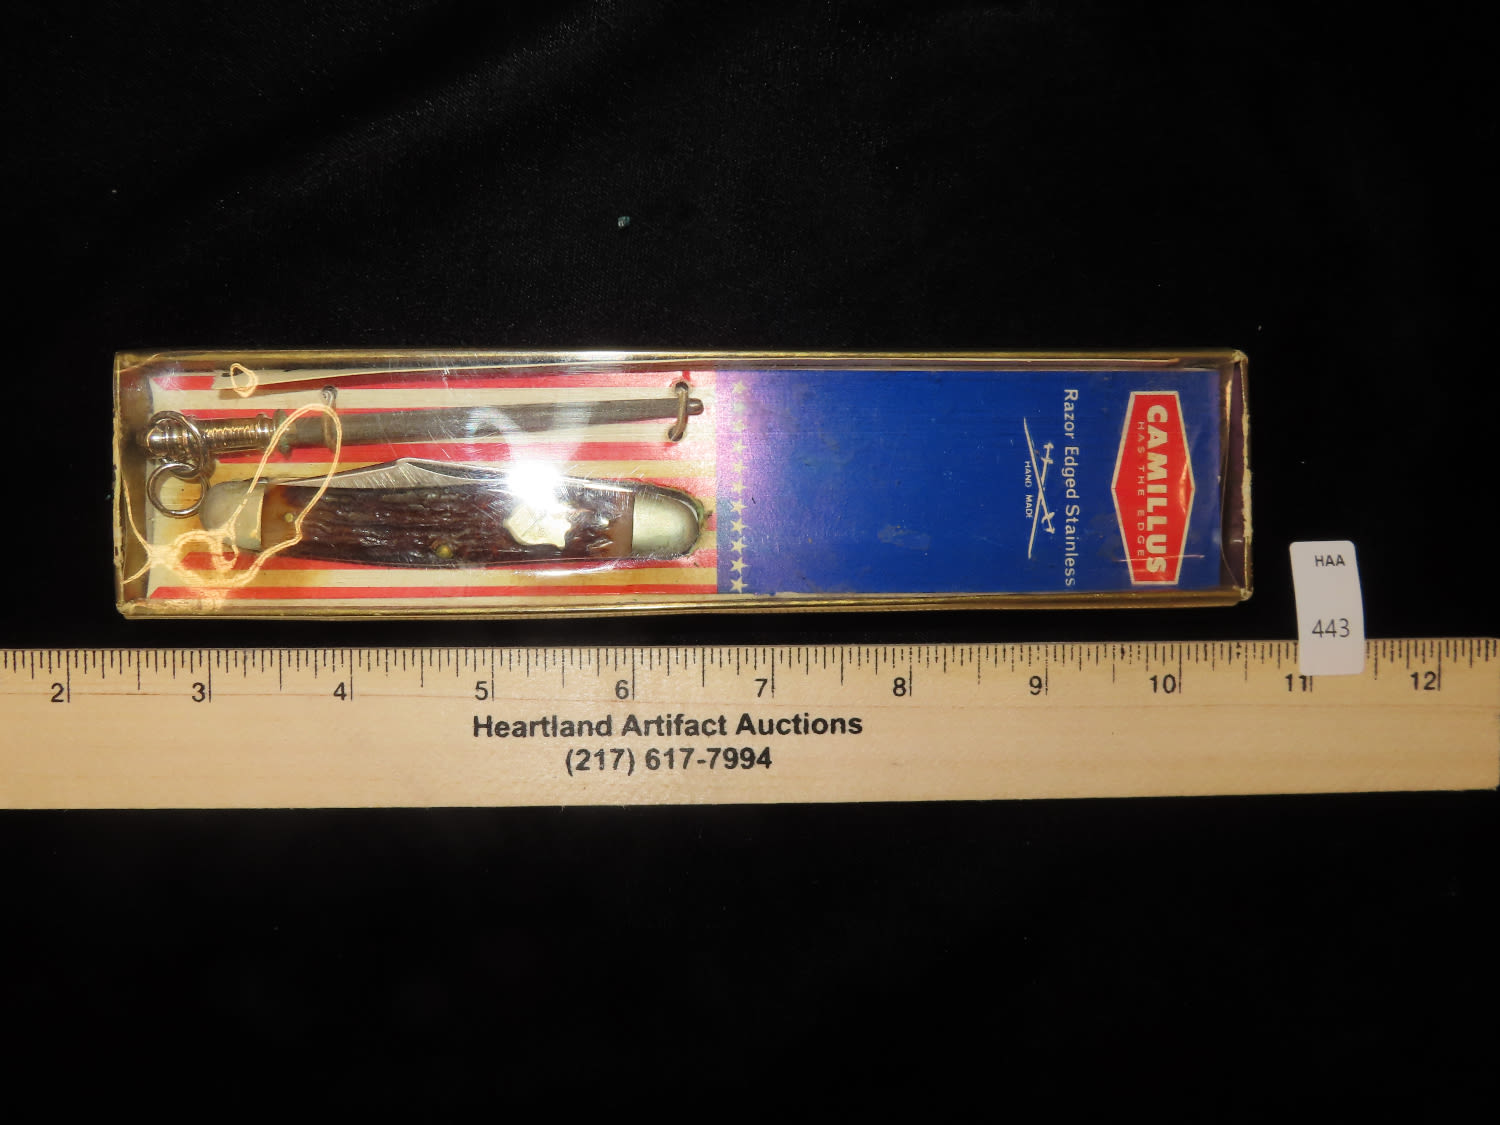 CAMILLUS
HAS THE EDGE
Razor Edged Stainless
HAND MADE
HAA
443
2 3 4 5 6 7 8 9 10 11 12
Heartland Artifact Auctions
(217) 617-7994